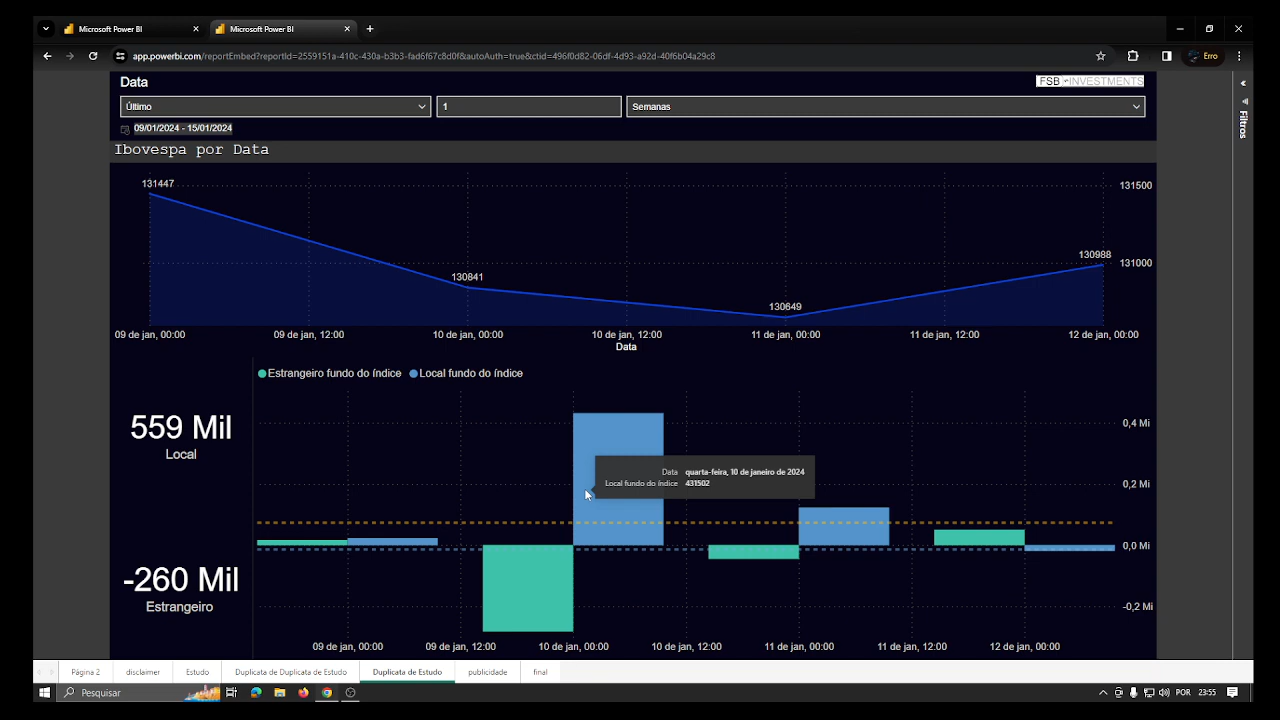 Microsoft Power BI
Microsoft Power BI
app.powerbi.com/reportEmbed?reportId=2559151a-410c-430a-b3b3-fad6f67c8d0f&autoAuth=true&ctid=496f0d82-06df-4d93-a92d-40f6b04a29c8
Erro
Data
FSB INVESTMENTS
Último
1
Semanas
09/01/2024 - 15/01/2024
Filtros
Ibovespa por Data
131447
131500
130841
130988
131000
130649
09 de jan, 00:00
09 de jan, 12:00
10 de jan, 00:00
10 de jan, 12:00
11 de jan, 00:00
11 de jan, 12:00
12 de jan, 00:00
Data
Estrangeiro fundo do índice
Local fundo do índice
559 Mil
Local
-260 Mil
Estrangeiro
0,4 Mi
0,2 Mi
0,0 Mi
-0,2 Mi
Data quarta-feira, 10 de janeiro de 2024
Local fundo do índice 431502
09 de jan, 00:00
09 de jan, 12:00
10 de jan, 00:00
10 de jan, 12:00
11 de jan, 00:00
11 de jan, 12:00
12 de jan, 00:00
Página 2
disclaimer
Estudo
Duplicata de Duplicata de Estudo
Duplicata de Estudo
publicidade
final
Pesquisar
POR
23:55